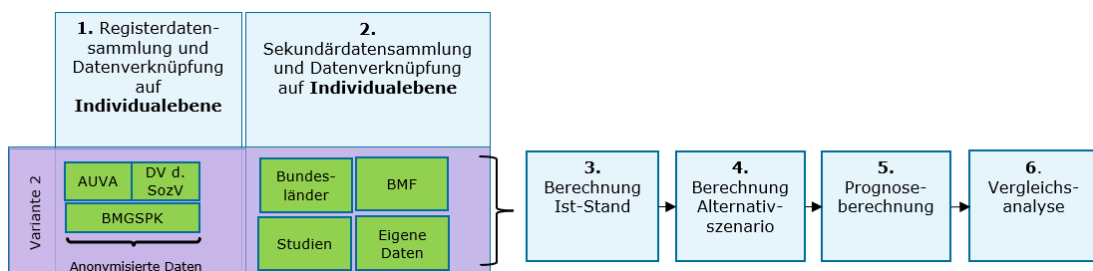 1. Registerdaten-
sammlung und
Datenverknüpfung
auf
Individualebene
2.
Sekundärdatensammlung
und Datenverknüpfung
auf Individualebene
Variante 2
AUVA
DV d.
SozV
BMGSPK
Anonymisierte Daten
Bundes-
länder
BMF
Studien
Eigene
Daten
3.
Berechnung
Ist-Stand
4.
Berechnung
Alternativ-
szenario
5.
Prognose-
berechnung
6.
Vergleichs-
analyse